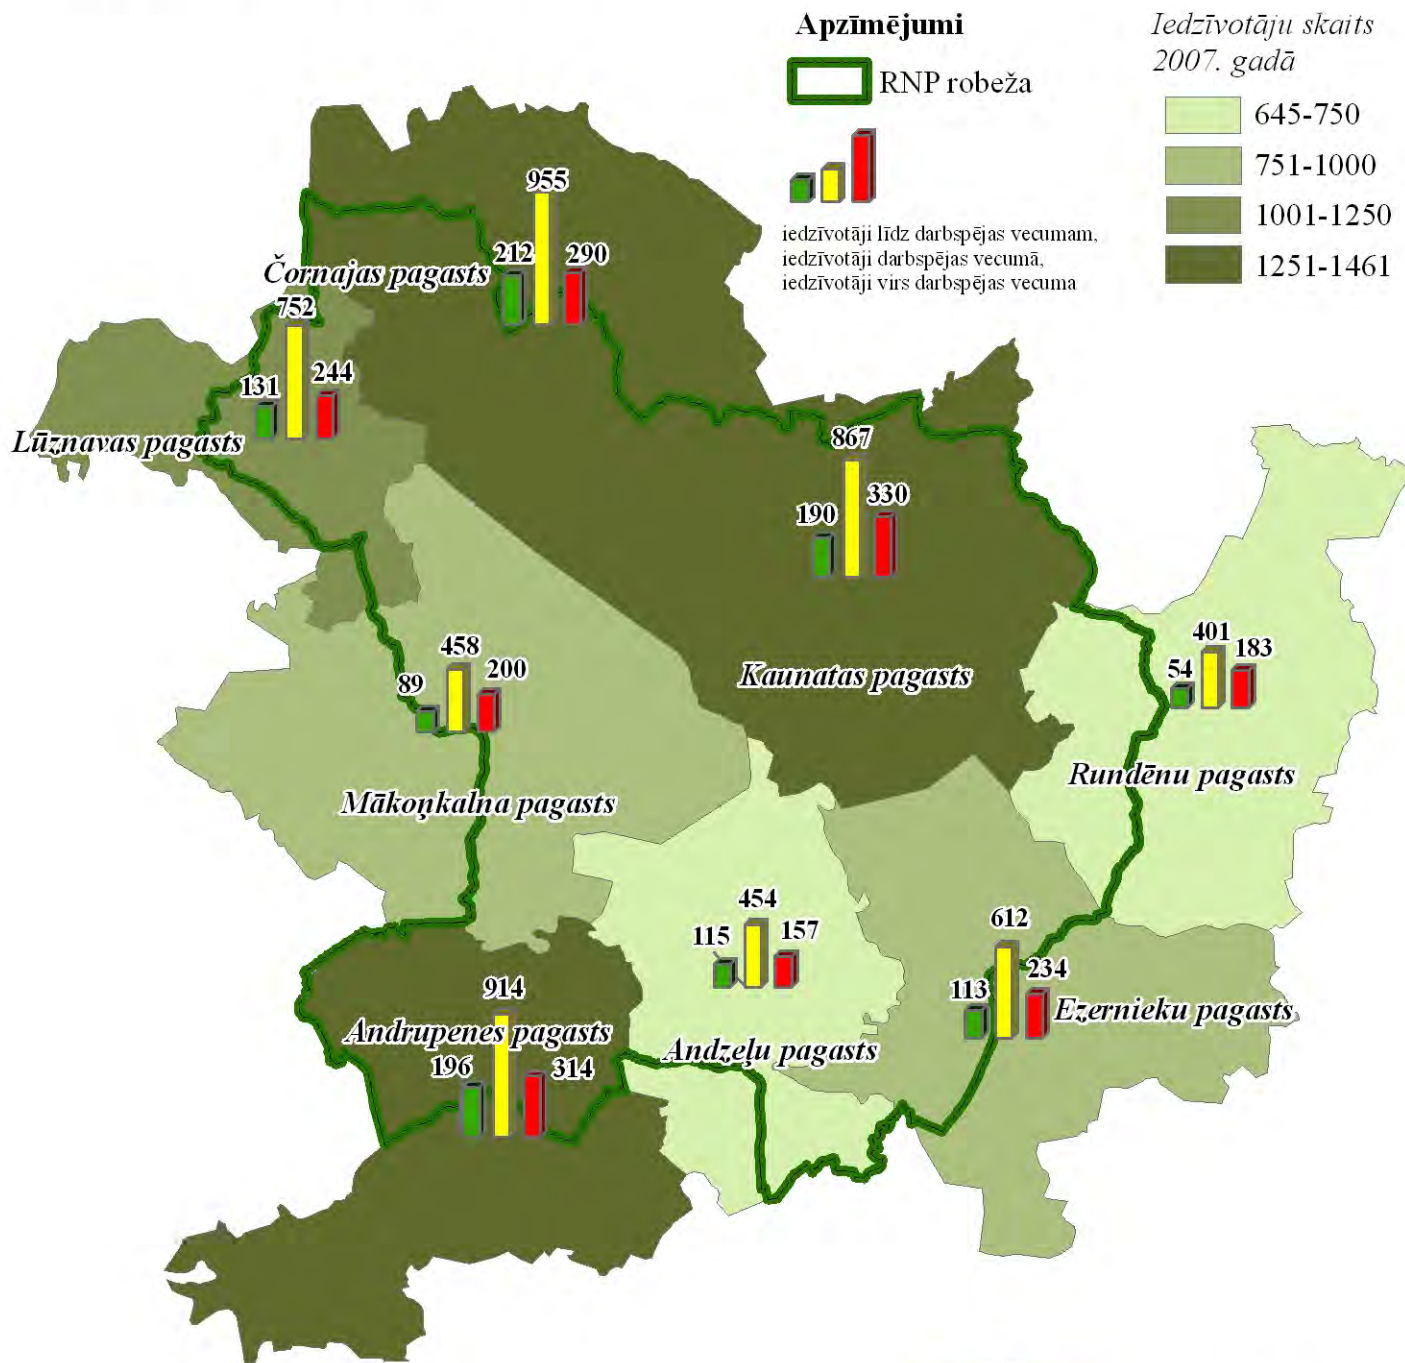 Apzīmējumi
RNP robeža
iedzīvotāji līdz darbspējas vecumam,
iedzīvotāji darbspējas vecumā,
iedzīvotāji virs darbspējas vecuma
Iedzīvotāju skaits
2007. gadā
645-750
751-1000
1001-1250
1251-1461
955
212
290
Čornajas pagasts
752
131
244
Lūznavas pagasts
867
190
330
Kaunatas pagasts
401
54
183
Rundēnu pagasts
458
89
200
Mākoņkalna pagasts
454
115
157
Andzeļu pagasts
612
113
234
Ezernieku pagasts
914
Andrupenes pagasts
196
314